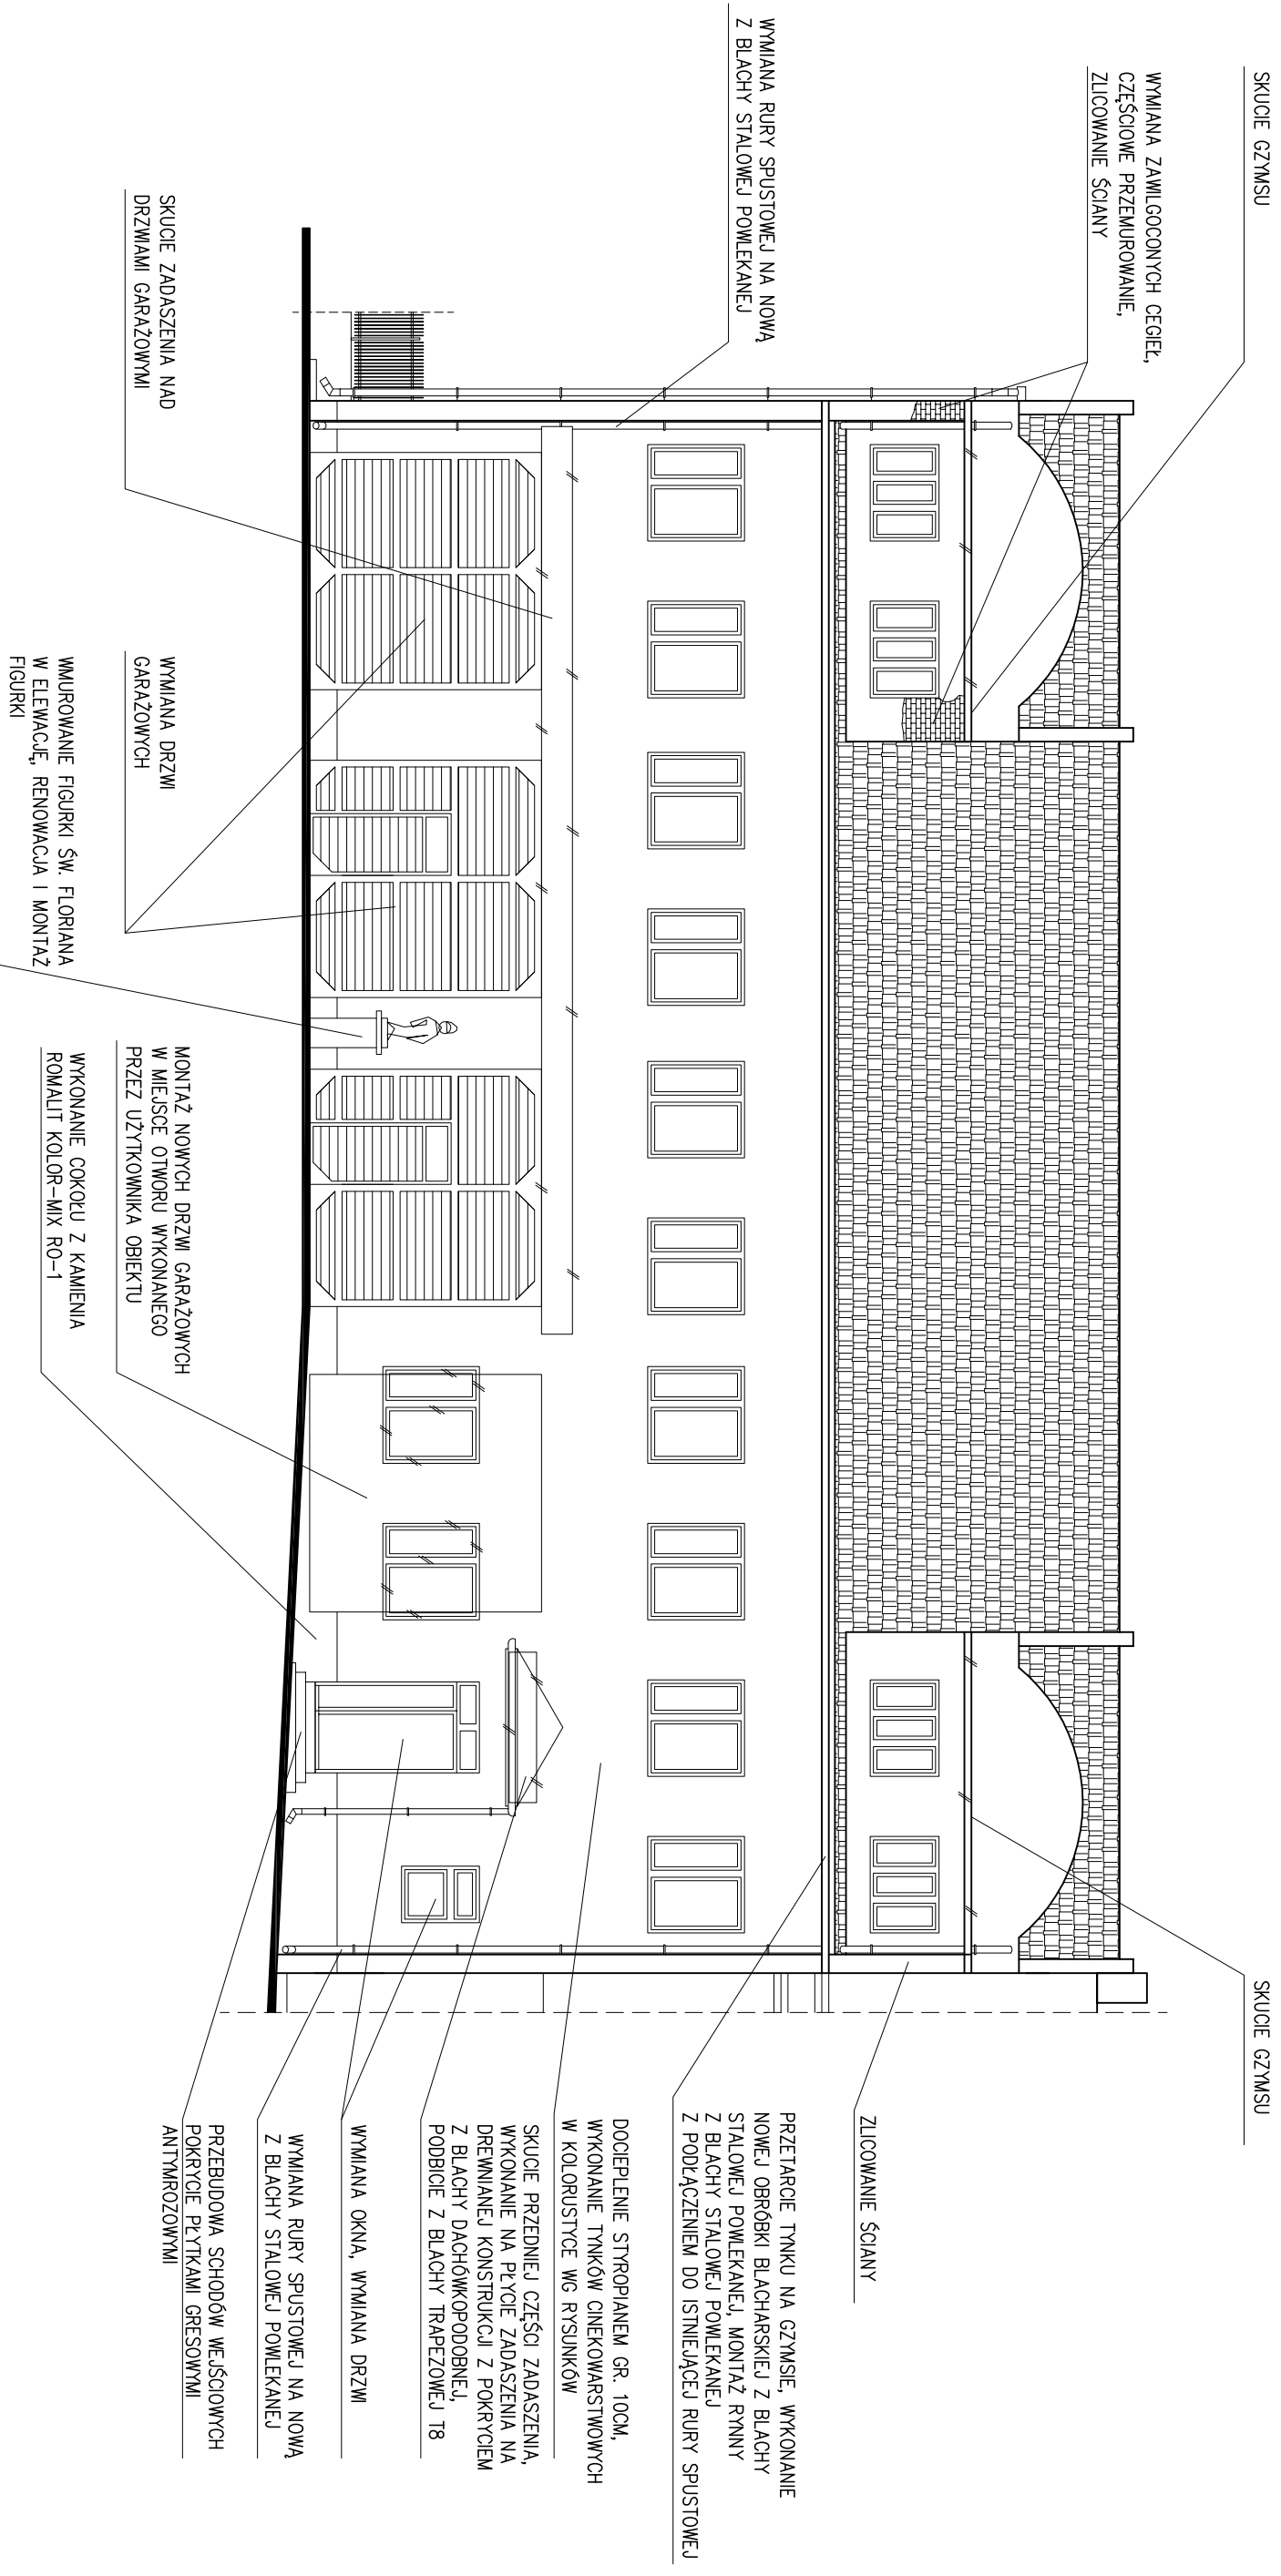 SKUCIE GZYMSU
WYMIANA ZAWILGOCONYCH CEGIEŁ,
CZĘŚCIOWE PRZEMUROWANIE,
ZLICOWANIE ŚCIANY
WYMIANA RURY SPUSTOWEJ NA NOWĄ
Z BLACHY STALOWEJ POWLEKANEJ
SKUCIE ZADASZENIA NAD
DRZWIAMI GARAŻOWYMI
WYMIANA DRZWI
GARAŻOWYCH
WMUROWANIE FIGURKI ŚW. FLORIANA
W ELEWACJĘ, RENOWACJA I MONTAŻ
FIGURKI
MONTAŻ NOWYCH DRZWI GARAŻOWYCH
W MIEJSCE OTWORU WYKONANEGO
PRZEZ UŻYTKOWNIKA OBIEKTU
WYKONANIE COKOŁU Z KAMIENIA
ROMALIT KOLOR-MIX RO-1
SKUCIE GZYMSU
ZLICOWANIE ŚCIANY
PRZETARCIE TYNKU NA GZYMSIE, WYKONANIE
NOWEJ OBRÓBKI BLACHARSKIEJ Z BLACHY
STALOWEJ POWLEKANEJ, MONTAŻ RYNNY
Z BLACHY STALOWEJ POWLEKANEJ
Z PODŁĄCZENIEM DO ISTNIEJĄCEJ RURY SPUSTOWEJ
DOCIEPLENIE STYROPIANEM GR. 10CM,
WYKONANIE TYNKÓW CINEKOWARSTWOWYCH
W KOLORUSTYCE WG RYSUNKÓW
SKUCIE PRZEDNIEJ CZĘŚCI ZADASZENIA,
WYKONANIE NA PŁYCIE ZADASZENIA NA
DREWNIANEJ KONSTRUKCJI Z POKRYCIEM
Z BLACHY DACHÓWKOPODOBNEJ,
PODBICIE Z BLACHY TRAPEZOWEJ T8
WYMIANA OKNA, WYMIANA DRZWI
WYMIANA RURY SPUSTOWEJ NA NOWĄ
Z BLACHY STALOWEJ POWLEKANEJ
PRZEBUDOWA SCHODÓW WEJŚCIOWYCH
POKRYCIE PŁYTKAMI GRESOWYMI
ANTYMROZOWYMI